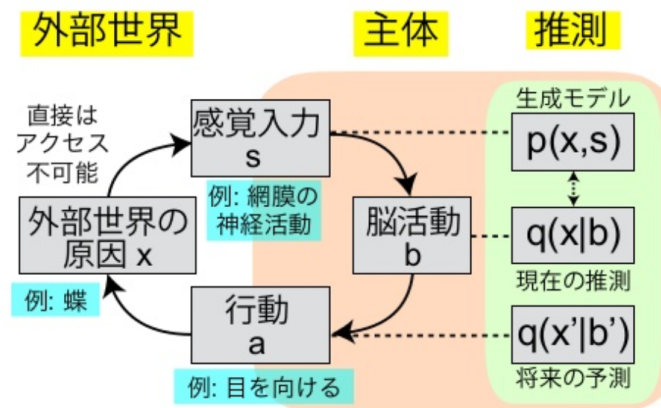 外部世界
主体
推測
直接は
アクセス
不可能
感覚入力
s
例: 網膜の
神経活動
外部世界の
原因 x
例: 蝶
脳活動
b
行動
a
例: 目を向ける
生成モデル
p(x,s)
q(x|b)
現在の推測
q(x'|b')
将来の予測